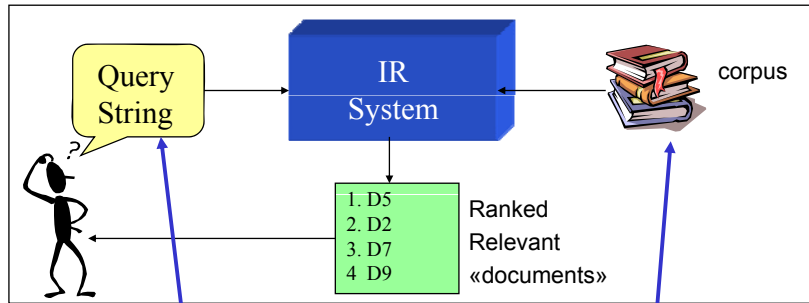 Query
String
IR
System
corpus
?
1. D5
2. D2
3. D7
4 D9
Ranked
Relevant
«documents»